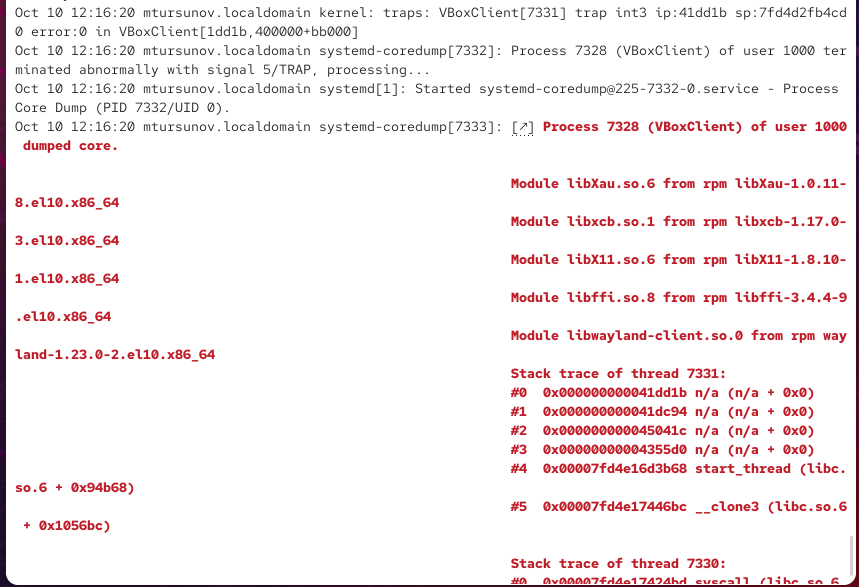 Oct 10 12:16:20 mtursunov.localdomain kernel: traps: VBoxClient[7331] trap int3 ip:41dd1b sp:7fd4d2fb4cd
0 error:0 in VBoxClient[1dd1b,400000+bb000]
Oct 10 12:16:20 mtursunov.localdomain systemd-coredump[7332]: Process 7328 (VBoxClient) of user 1000 ter
minated abnormally with signal 5/TRAP, processing...
Oct 10 12:16:20 mtursunov.localdomain systemd[1]: Started systemd-coredump@225-7332-0.service - Process
Core Dump (PID 7332/UID 0).
Oct 10 12:16:20 mtursunov.localdomain systemd-coredump[7333]: [↗] Process 7328 (VBoxClient) of user 1000
dumped core.
Module libXau.so.6 from rpm libXau-1.0.11-
8.el10.x86_64
Module libxcb.so.1 from rpm libxcb-1.17.0-
3.el10.x86_64
Module libX11.so.6 from rpm libX11-1.8.10-
1.el10.x86_64
Module libffi.so.8 from rpm libffi-3.4.4-9
.el10.x86_64
Module libwayland-client.so.0 from rpm way
land-1.23.0-2.el10.x86_64
Stack trace of thread 7331:
#0  0x000000000041dd1b n/a (n/a + 0x0)
#1  0x000000000041dc94 n/a (n/a + 0x0)
#2  0x000000000045041c n/a (n/a + 0x0)
#3  0x00000000004355d0 n/a (n/a + 0x0)
#4  0x00007fd4e16d3b68 start_thread (libc.
so.6 + 0x94b68)
#5  0x00007fd4e17446bc __clone3 (libc.so.6
+ 0x1056bc)
Stack trace of thread 7330:
#0  0x00007fd4e17424bd syscall (libc.so.6